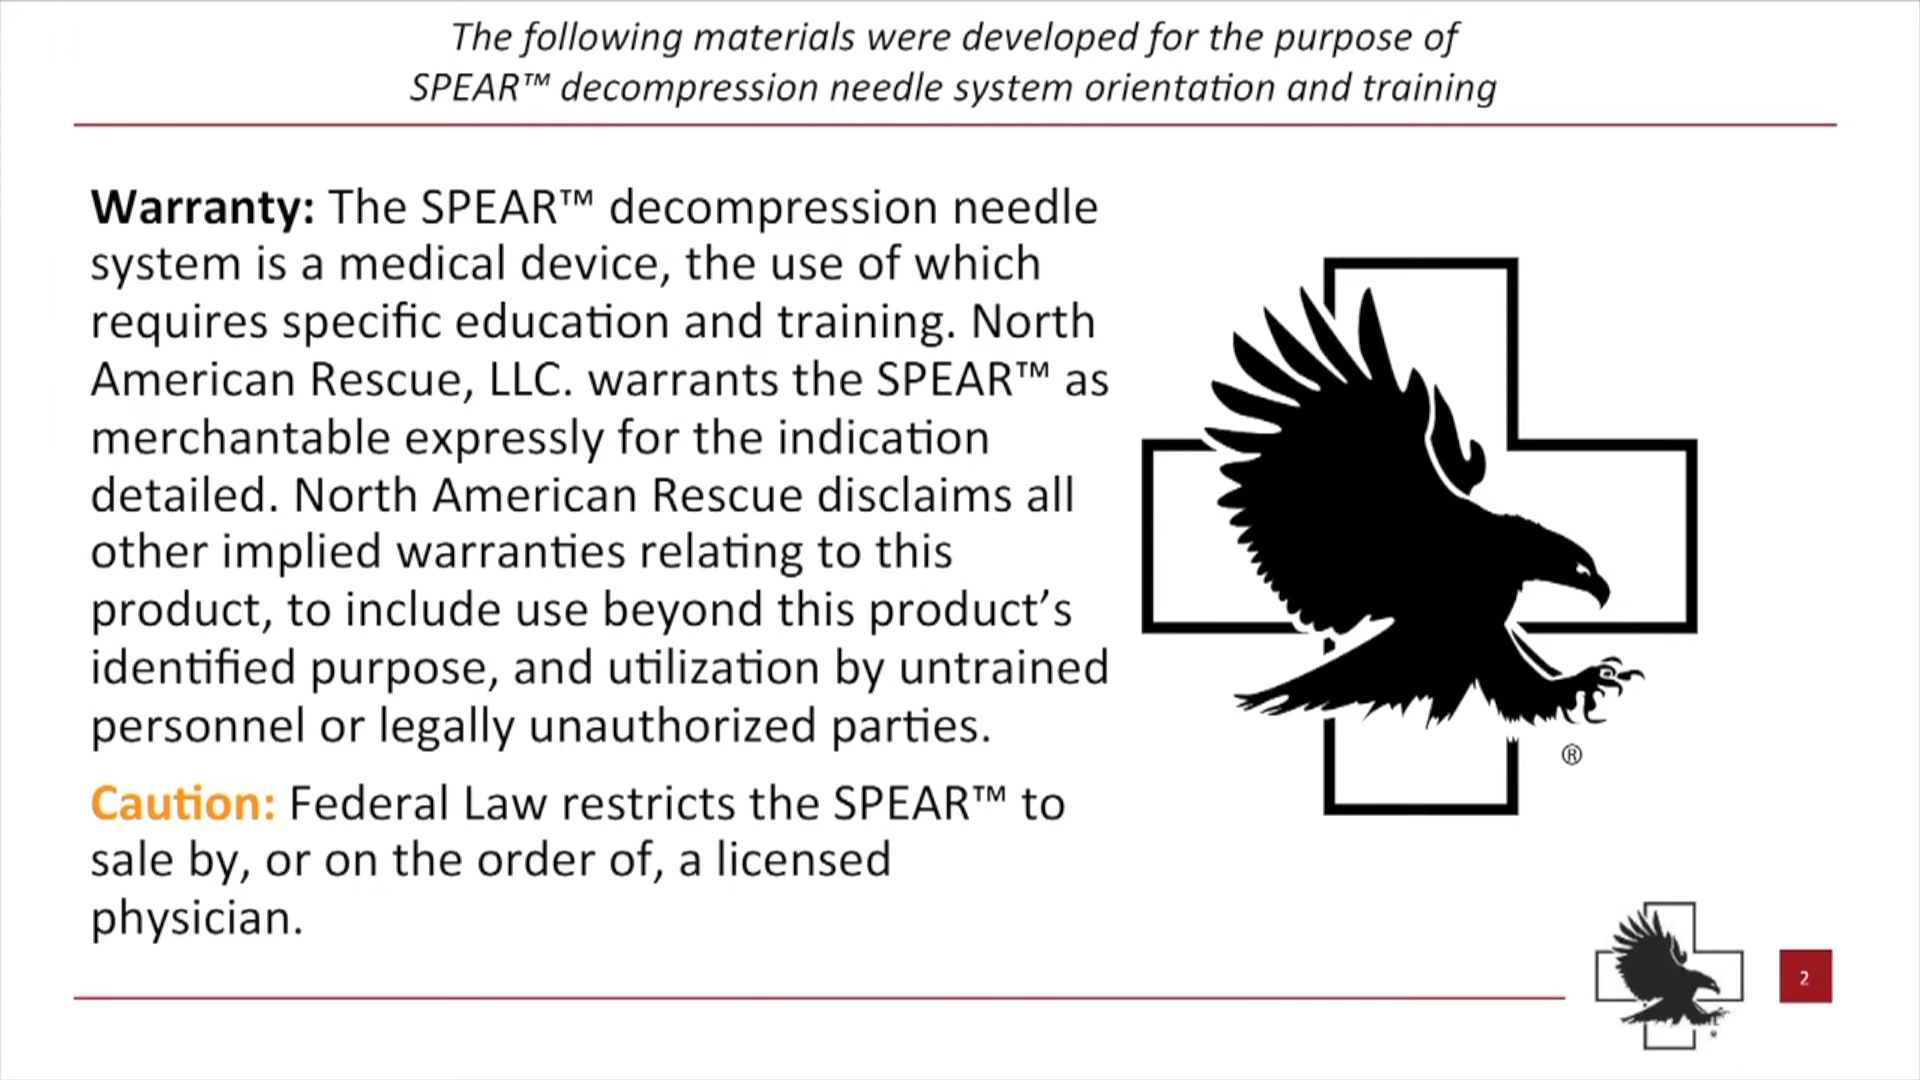 The following materials were developed for the purpose of
SPEAR™ decompression needle system orientation and training
Warranty: The SPEAR™ decompression needle
system is a medical device, the use of which
requires specific education and training. North
American Rescue, LLC. warrants the SPEAR™ as
merchantable expressly for the indication
detailed. North American Rescue disclaims all
other implied warranties relating to this
product, to include use beyond this product’s
identified purpose, and utilization by untrained
personnel or legally unauthorized parties.
Caution: Federal Law restricts the SPEAR™ to
sale by, or on the order of, a licensed
physician.
®
2